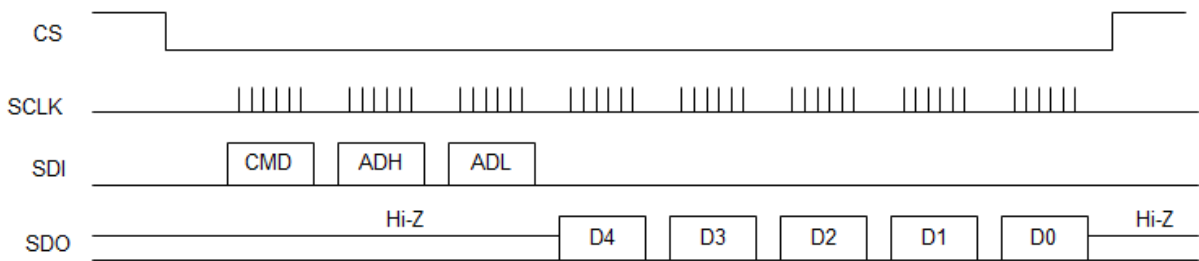 CS
SCLK
SDI CMD ADH ADL
Hi-Z Hi-Z
SDO D4 D3 D2 D1 D0